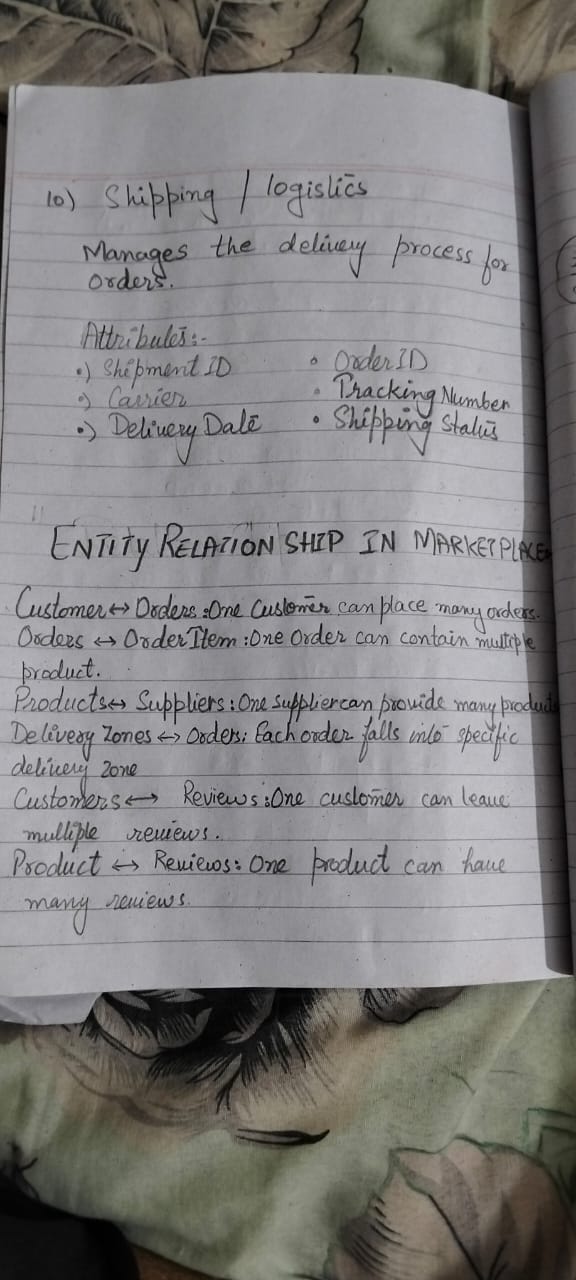 10) Shipping / logistics
Manages the delivery process for
orders.
Attributes:-
•) Shipment ID
•) Carrier
•) Delivery Date
• Order ID
• Tracking Number
• Shipping Status
ENTITY RELATIONSHIP IN MARKETPLACE
Customer ↔ Orders : One Customer can place many orders.
Orders ↔ Order Item : One Order can contain multiple
product.
Products ↔ Suppliers : One supplier can provide many products
Delivery Zones ↔ Orders: Each order falls into specific
delivery zone
Customers ↔ Reviews : One customer can leave
multiple reviews.
Product ↔ Reviews: One product can have
many reviews.